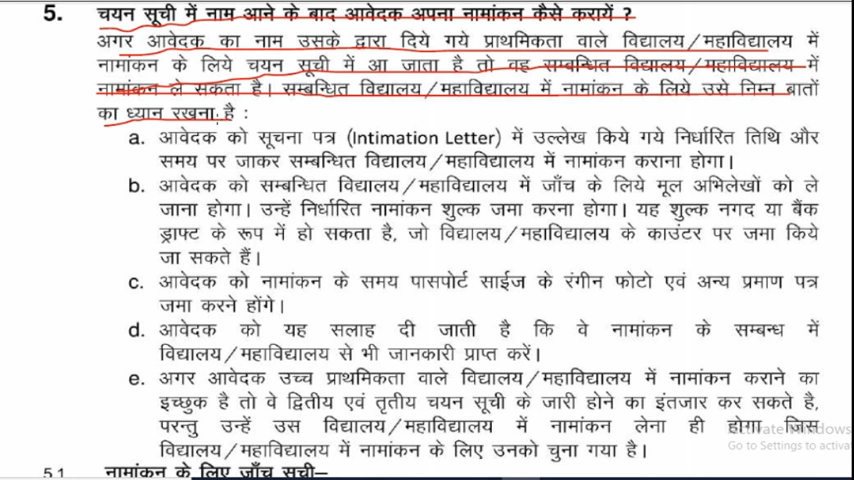 5. चयन सूची में नाम आने के बाद आवेदक अपना नामांकन कैसे करायें ?
अगर आवेदक का नाम उसके द्वारा दिये गये प्राथमिकता वाले विद्यालय/महाविद्यालय में
नामांकन के लिये चयन सूची में आ जाता है तो वह सम्बन्धित विद्यालय/महाविद्यालय में
नामांकन ले सकता है। सम्बन्धित विद्यालय/महाविद्यालय में नामांकन के लिये उसे निम्न बातों
का ध्यान रखना है :
a. आवेदक को सूचना पत्र (Intimation Letter) में उल्लेख किये गये निर्धारित तिथि और
समय पर जाकर सम्बन्धित विद्यालय/महाविद्यालय में नामांकन कराना होगा।
b. आवेदक को सम्बन्धित विद्यालय/महाविद्यालय में जाँच के लिये मूल अभिलेखों को ले
जाना होगा। उन्हें निर्धारित नामांकन शुल्क जमा करना होगा। यह शुल्क नगद या बैंक
ड्राफ्ट के रूप में हो सकता है, जो विद्यालय/महाविद्यालय के काउंटर पर जमा किये
जा सकते हैं।
c. आवेदक को नामांकन के समय पासपोर्ट साईज के रंगीन फोटो एवं अन्य प्रमाण पत्र
जमा करने होंगे।
d. आवेदक को यह सलाह दी जाती है कि वे नामांकन के सम्बन्ध में
विद्यालय/महाविद्यालय से भी जानकारी प्राप्त करें।
e. अगर आवेदक उच्च प्राथमिकता वाले विद्यालय/महाविद्यालय में नामांकन कराने का
इच्छुक है तो वे द्वितीय एवं तृतीय चयन सूची के जारी होने का इंतजार कर सकते है,
परन्तु उन्हें उस विद्यालय/महाविद्यालय में नामांकन लेना ही होगा जिस
विद्यालय/महाविद्यालय में नामांकन के लिए उनको चुना गया है।
Activate Windows
Go to Settings to activa
5.1 नामांकन के लिए जाँच सूची–